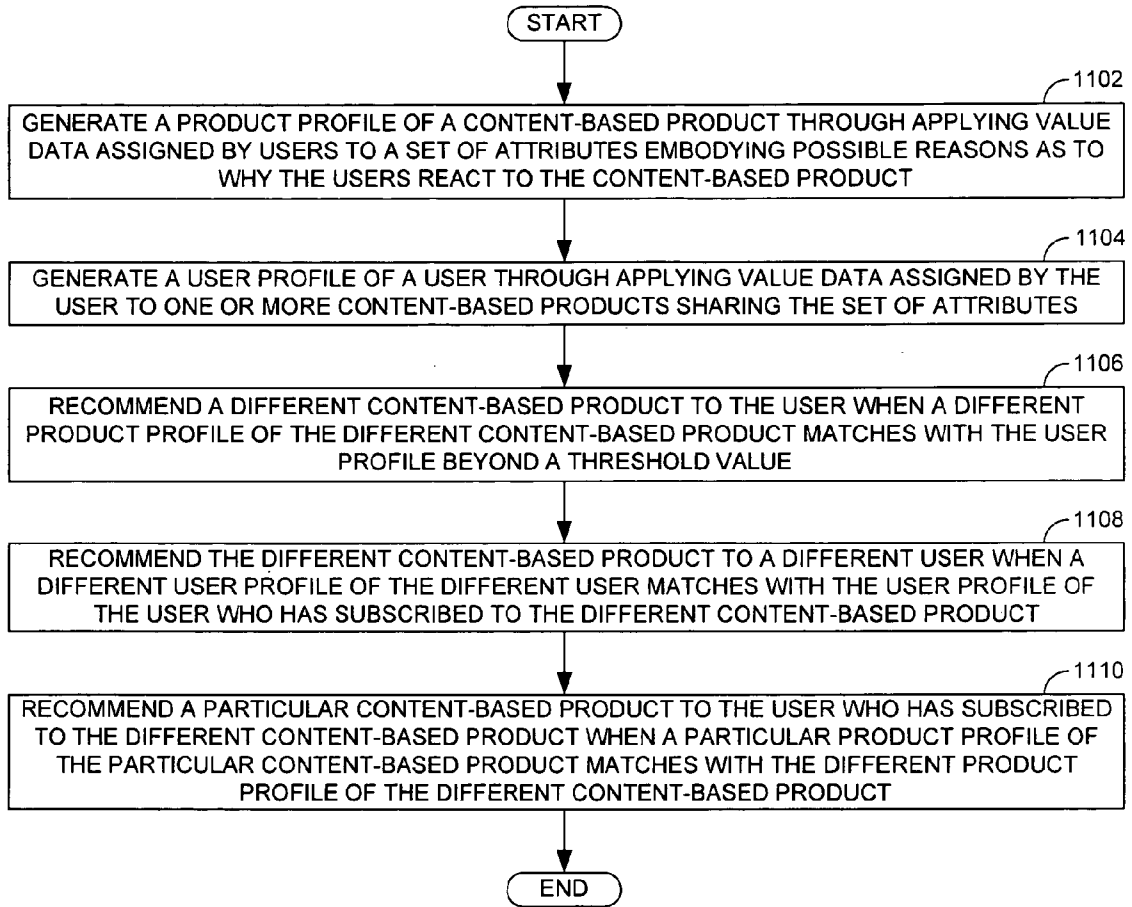 START
1102
GENERATE A PRODUCT PROFILE OF A CONTENT-BASED PRODUCT THROUGH APPLYING VALUE
DATA ASSIGNED BY USERS TO A SET OF ATTRIBUTES EMBODYING POSSIBLE REASONS AS TO
WHY THE USERS REACT TO THE CONTENT-BASED PRODUCT
1104
GENERATE A USER PROFILE OF A USER THROUGH APPLYING VALUE DATA ASSIGNED BY THE
USER TO ONE OR MORE CONTENT-BASED PRODUCTS SHARING THE SET OF ATTRIBUTES.
1106
RECOMMEND A DIFFERENT CONTENT-BASED PRODUCT TO THE USER WHEN A DIFFERENT
PRODUCT PROFILE OF THE DIFFERENT CONTENT-BASED PRODUCT MATCHES WITH THE USER
PROFILE BEYOND A THRESHOLD VALUE
1108
RECOMMEND THE DIFFERENT CONTENT-BASED PRODUCT TO A DIFFERENT USER WHEN A
DIFFERENT USER PROFILE OF THE DIFFERENT USER MATCHES WITH THE USER PROFILE OF
THE USER WHO HAS SUBSCRIBED TO THE DIFFERENT CONTENT-BASED PRODUCT
1110
RECOMMEND A PARTICULAR CONTENT-BASED PRODUCT TO THE USER WHO HAS SUBSCRIBED
TO THE DIFFERENT CONTENT-BASED PRODUCT WHEN A PARTICULAR PRODUCT PROFILE OF
THE PARTICULAR CONTENT-BASED PRODUCT MATCHES WITH THE DIFFERENT PRODUCT
PROFILE OF THE DIFFERENT CONTENT-BASED PRODUCT
END